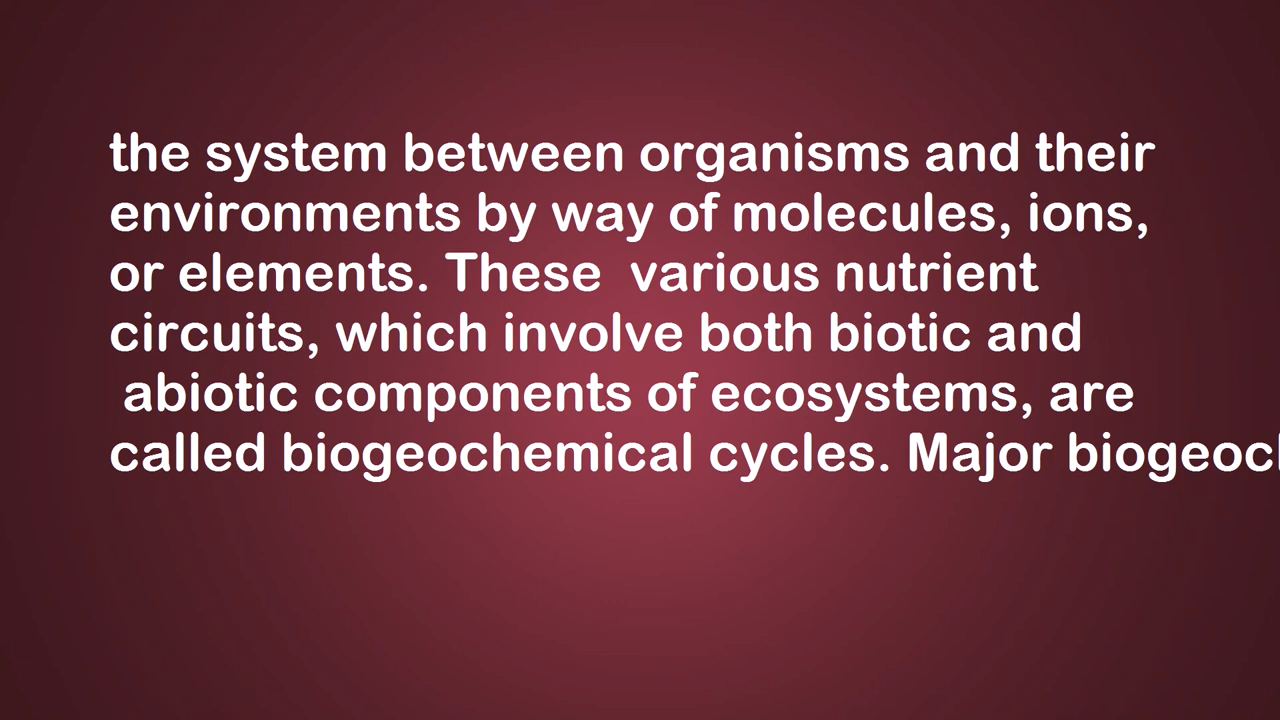 the system between organisms and their
environments by way of molecules, ions,
or elements. These  various nutrient
circuits, which involve both biotic and
abiotic components of ecosystems, are
called biogeochemical cycles. Major